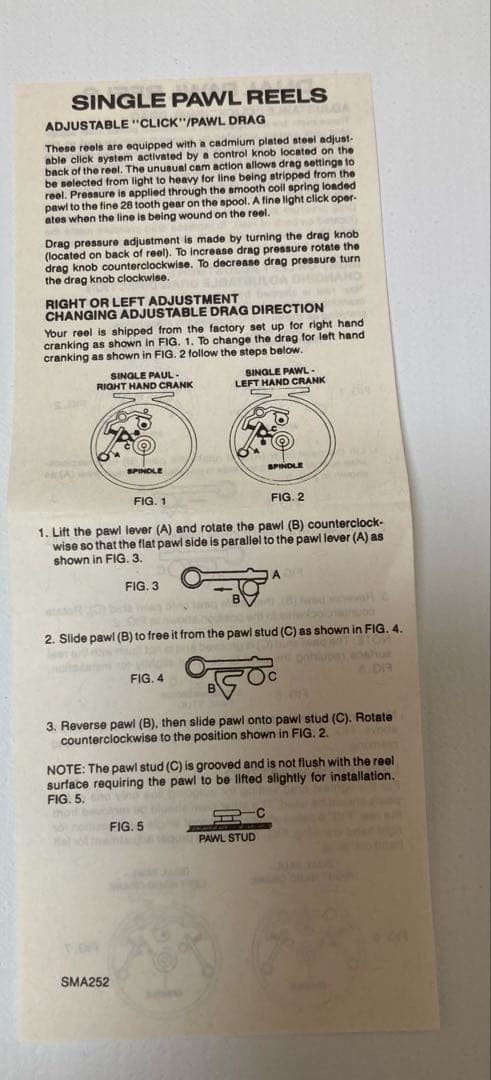 SINGLE PAWL REELS
ADJUSTABLE "CLICK"/PAWL DRAG
These reels are equipped with a cadmium plated steel adjust-
able click system activated by a control knob located on the
back of the reel. The unusual cam action allows drag settings to
be selected from light to heavy for line being stripped from the
reel. Pressure is applied through the smooth coil spring loaded
pawl to the fine 28 tooth gear on the spool. A fine light click oper-
ates when the line is being wound on the reel.
Drag pressure adjustment is made by turning the drag knob
(located on back of reel). To increase drag pressure rotate the
drag knob counterclockwise. To decrease drag pressure turn
the drag knob clockwise.
RIGHT OR LEFT ADJUSTMENT
CHANGING ADJUSTABLE DRAG DIRECTION
Your reel is shipped from the factory set up for right hand
cranking as shown in FIG. 1. To change the drag for left hand
cranking as shown in FIG. 2 follow the steps below.
SINGLE PAUL -
RIGHT HAND CRANK
SINGLE PAWL -
LEFT HAND CRANK
A
C
B
SPINDLE
A
B
C
SPINDLE
FIG. 1
FIG. 2
1. Lift the pawl lever (A) and rotate the pawl (B) counterclock-
wise so that the flat pawl side is parallel to the pawl lever (A) as
shown in FIG. 3.
FIG. 3
A
B
2. Slide pawl (B) to free it from the pawl stud (C) as shown in FIG. 4.
FIG. 4
B
C
3. Reverse pawl (B), then slide pawl onto pawl stud (C). Rotate
counterclockwise to the position shown in FIG. 2.
NOTE: The pawl stud (C) is grooved and is not flush with the reel
surface requiring the pawl to be lifted slightly for installation.
FIG. 5.
FIG. 5
C
PAWL STUD
SMA252